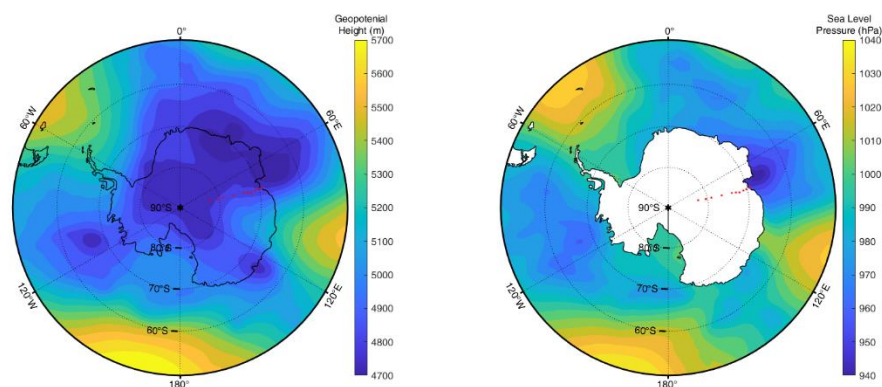 Geopotenial
Height (m)
0°
60°W
60°E
120°W
120°E
180°
90°S
80°S
70°S
60°S
5700
5600
5500
5400
5300
5200
5100
5000
4900
4800
4700
Sea Level
Pressure (hPa)
0°
60°W
60°E
120°W
120°E
180°
90°S
80°S
70°S
60°S
1040
1030
1020
1010
1000
990
980
970
960
950
940